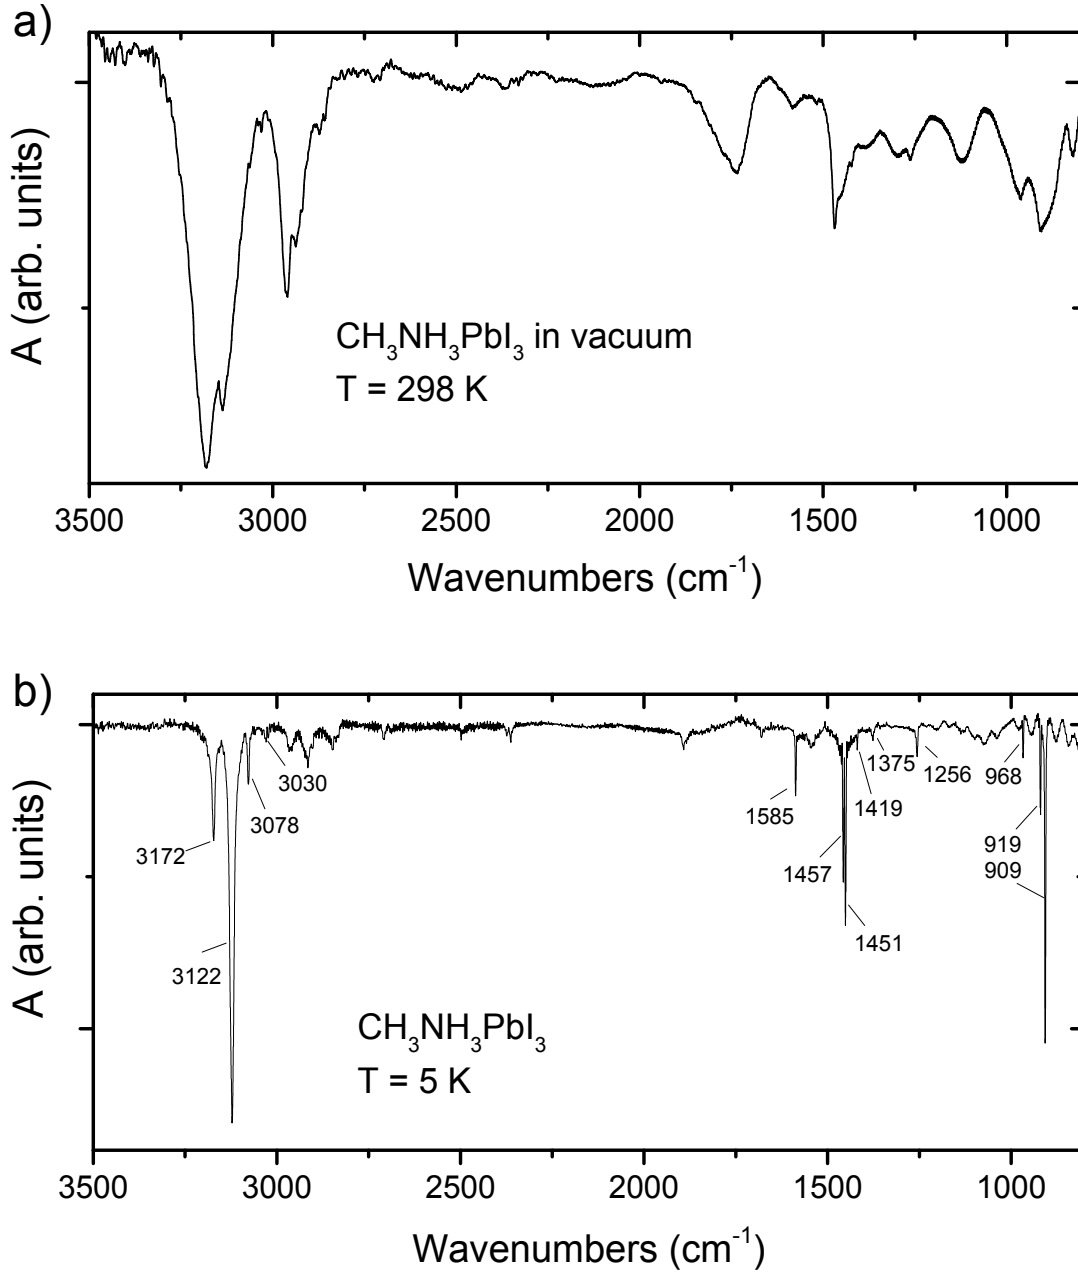 a)
A (arb. units)
CH₃NH₃PbI₃ in vacuum
T = 298 K
3500 3000 2500 2000 1500 1000
Wavenumbers (cm⁻¹)
b)
A (arb. units)
3172
3122
3078
3030
1585
1457
1451
1419
1375
1256
968
919
909
CH₃NH₃PbI₃
T = 5 K
3500 3000 2500 2000 1500 1000
Wavenumbers (cm⁻¹)